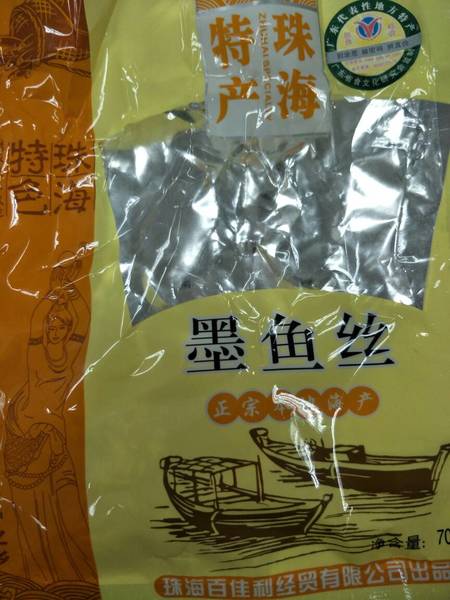 珠海
特产
ZHUHAI SPECIALTY
广东代表性地方特产
珠海
特色
墨鱼丝
正宗
海产
净含量: 70
珠海百佳利经贸有限公司出品